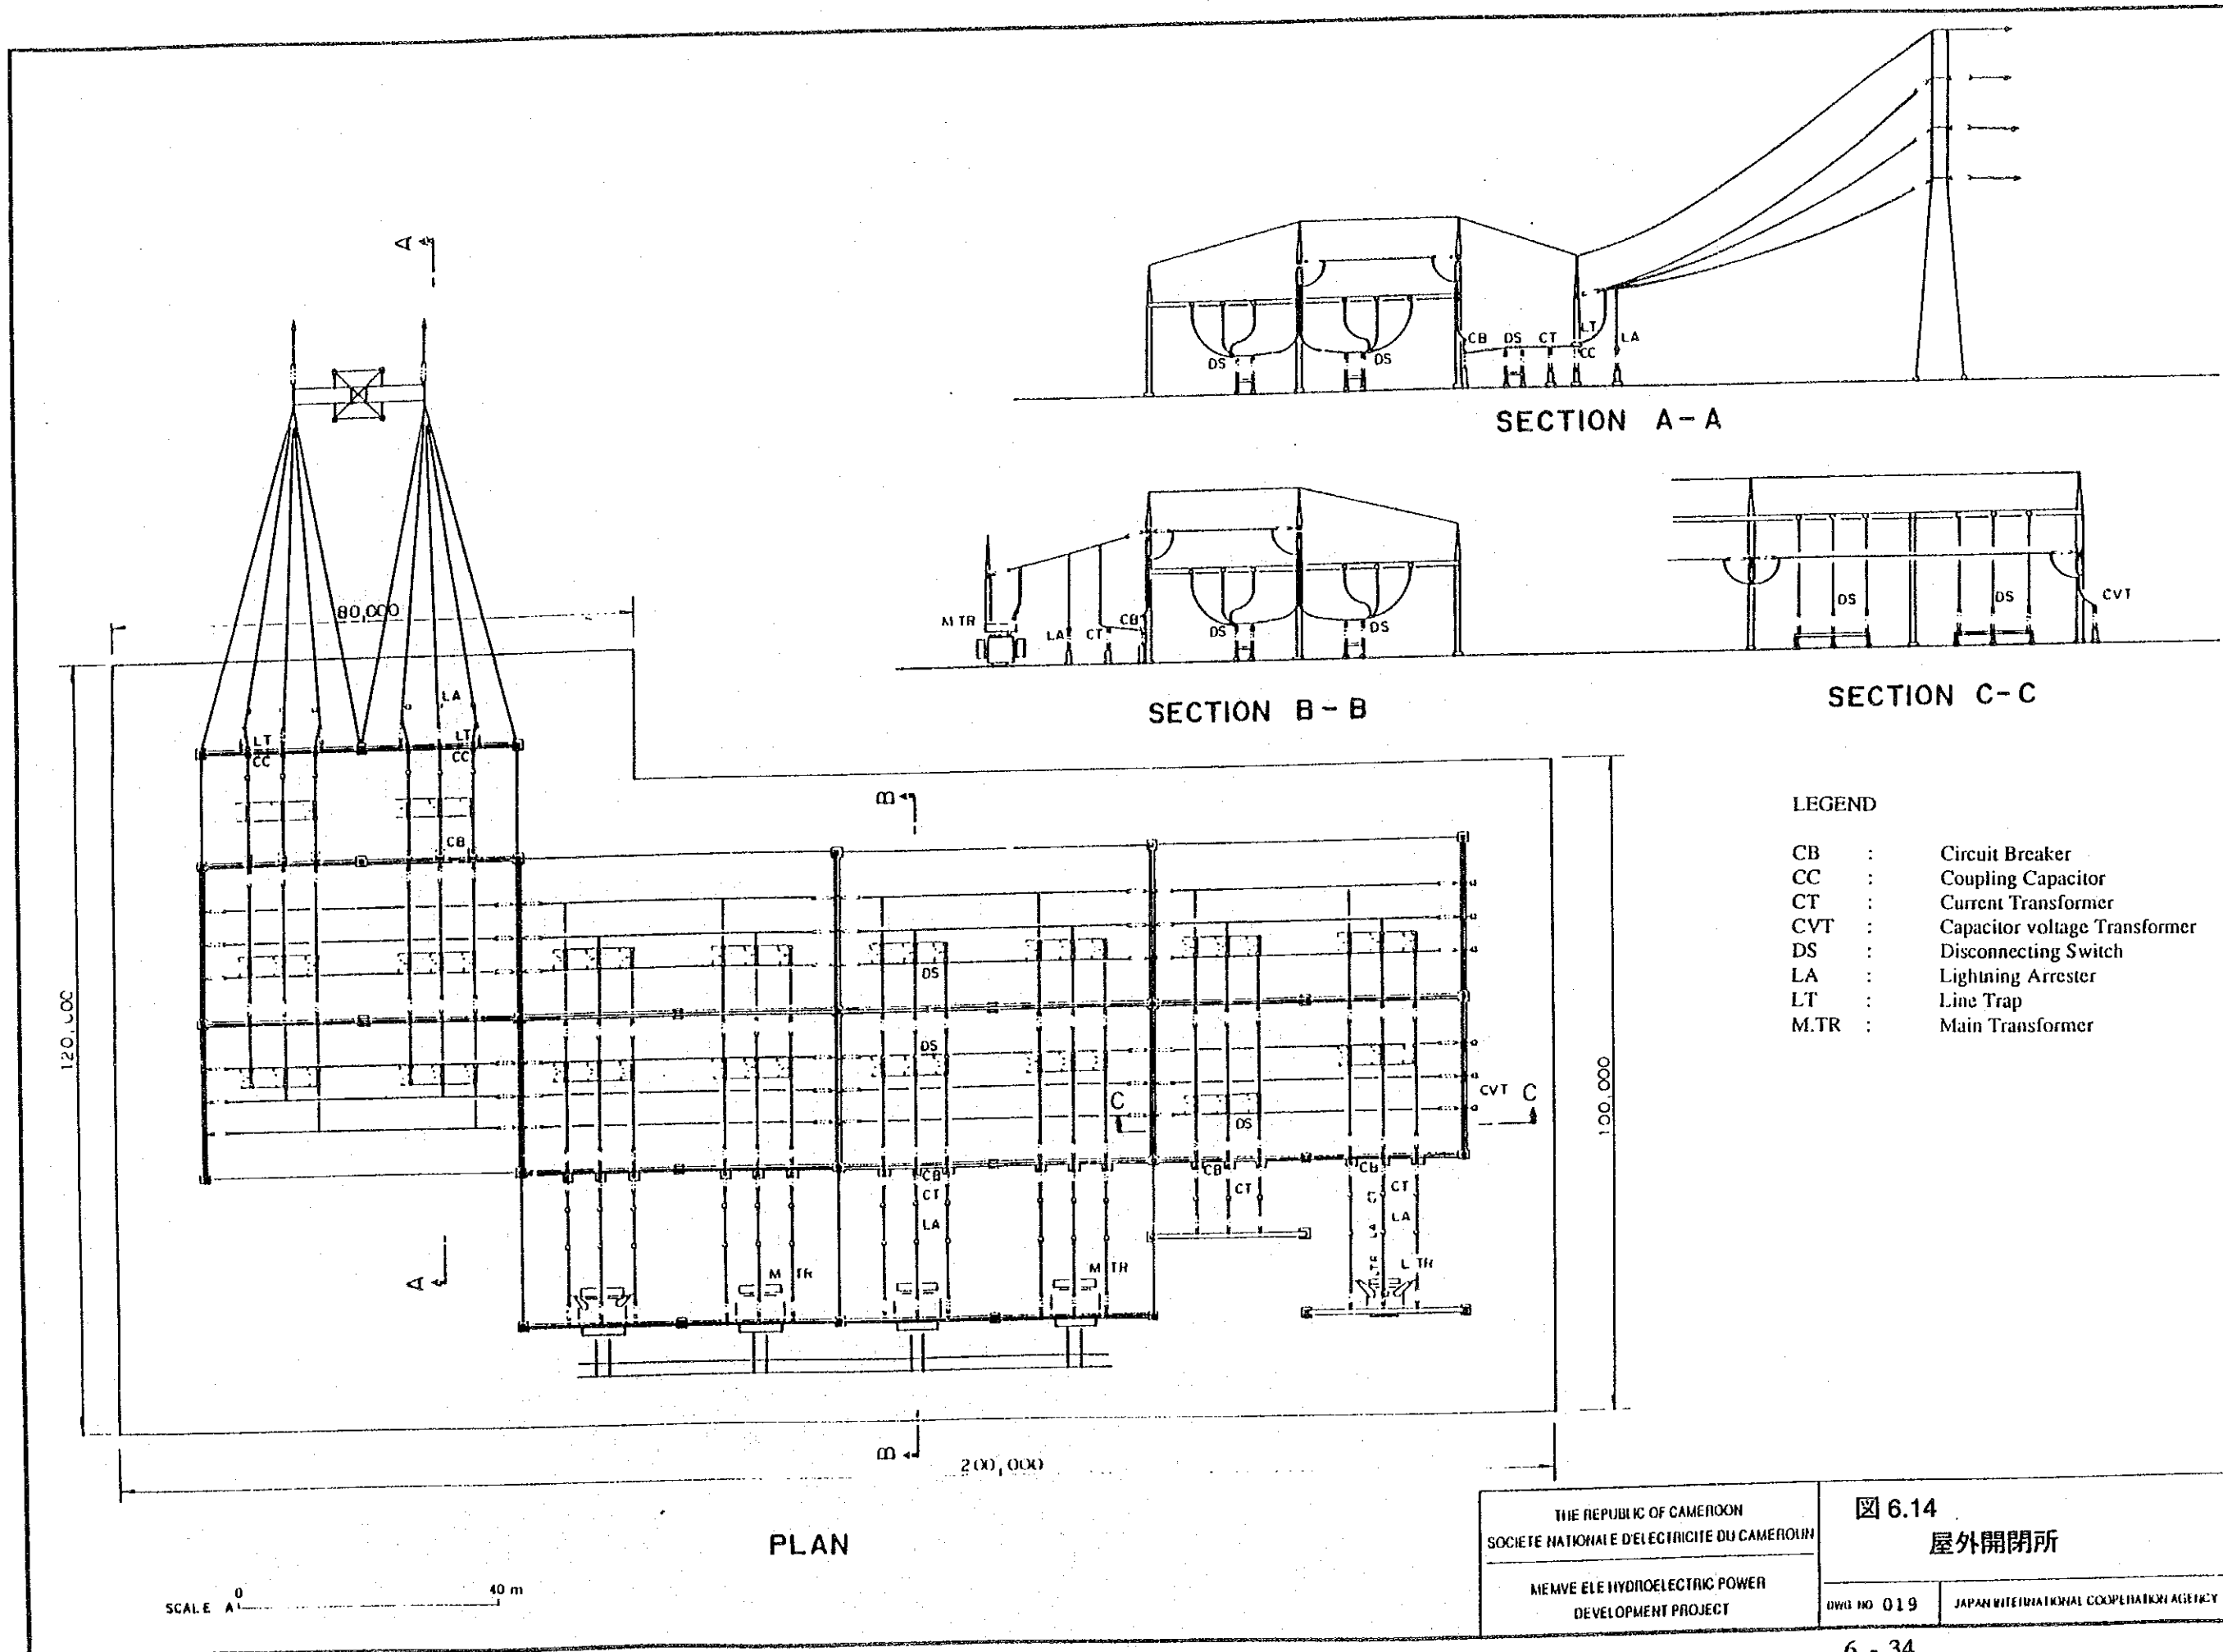 A
A
80,000
LA
LT
CC
LT
CC
CB
B
120,000
DS
DS
C
CVT C
DS
100,000
CB
CT
LA
CB
CT
CB
CT
LA
M TR
M TR
A
B
200,000
PLAN
SCALE A 0 40 m
DS
DS
CB DS CT LT CC LA
SECTION A-A
M TR LA CT CB DS DS
SECTION B-B
DS DS CVT
SECTION C-C
LEGEND
CB : Circuit Breaker
CC : Coupling Capacitor
CT : Current Transformer
CVT : Capacitor voltage Transformer
DS : Disconnecting Switch
LA : Lightning Arrester
LT : Line Trap
M.TR : Main Transformer
THE REPUBLIC OF CAMEROON
SOCIETE NATIONALE D'ELECTRICITE DU CAMEROUN
MEMVE ELE HYDROELECTRIC POWER
DEVELOPMENT PROJECT
図 6.14
屋外開閉所
DWG NO 019
JAPAN INTERNATIONAL COOPERATION AGENCY
6 - 34